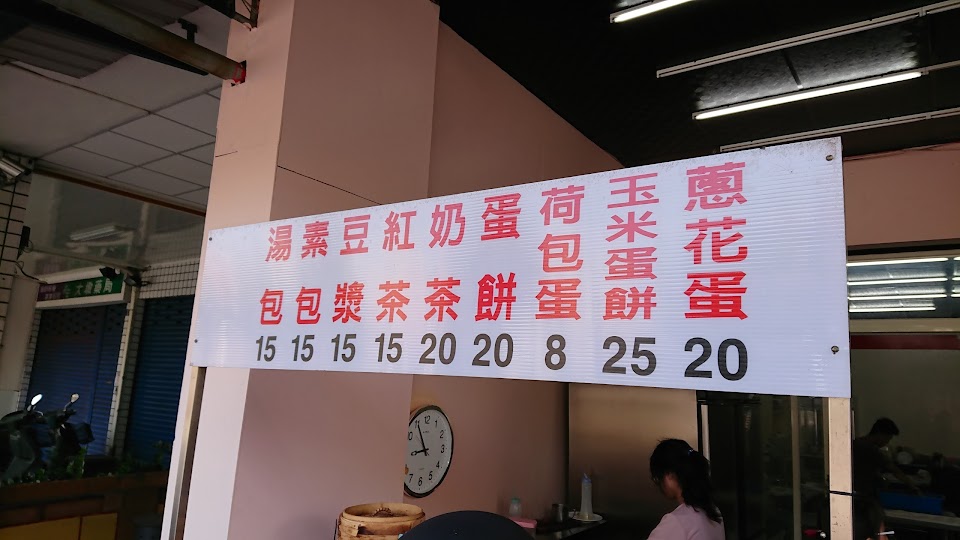 蔥花蛋 20
玉米蛋餅 25
荷包蛋 8
蛋餅 20
奶茶 20
紅茶 15
豆漿 15
素包 15
湯包 15